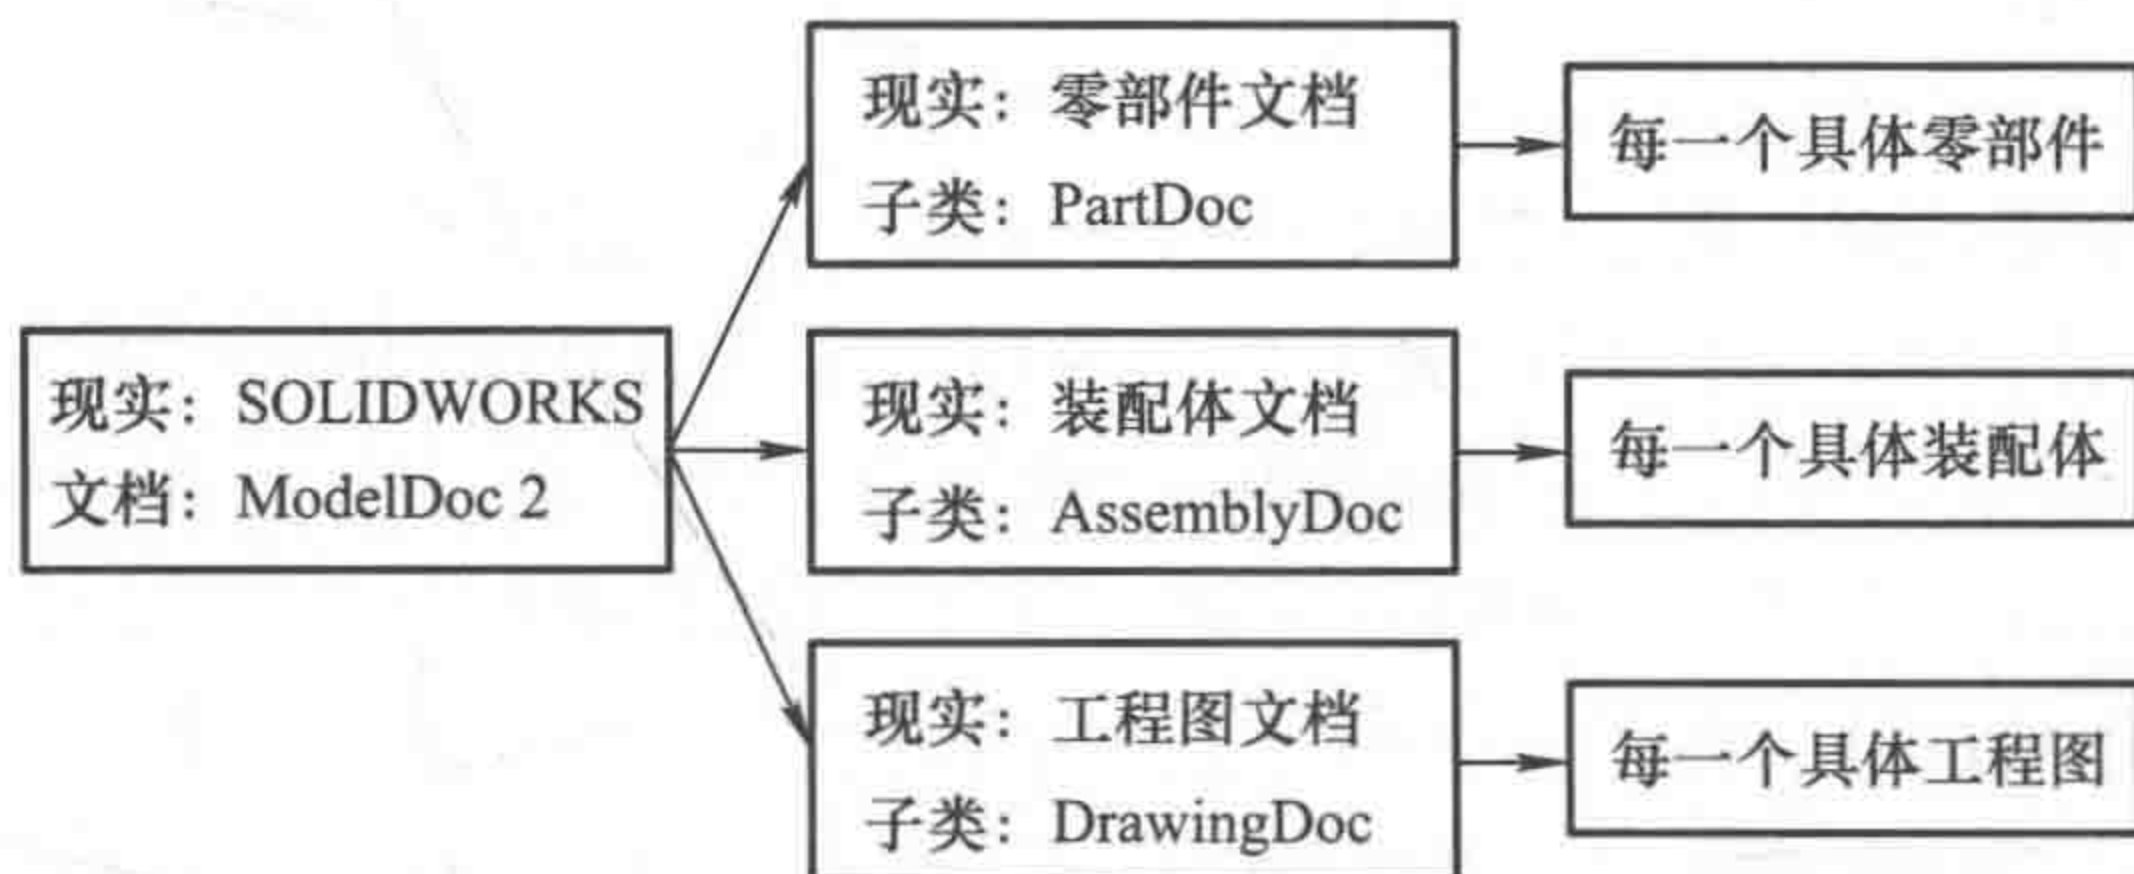 现实：零部件文档
子类：PartDoc
每一个具体零部件
现实：SOLIDWORKS
文档：ModelDoc 2
现实：装配体文档
子类：AssemblyDoc
每一个具体装配体
现实：工程图文档
子类：DrawingDoc
每一个具体工程图